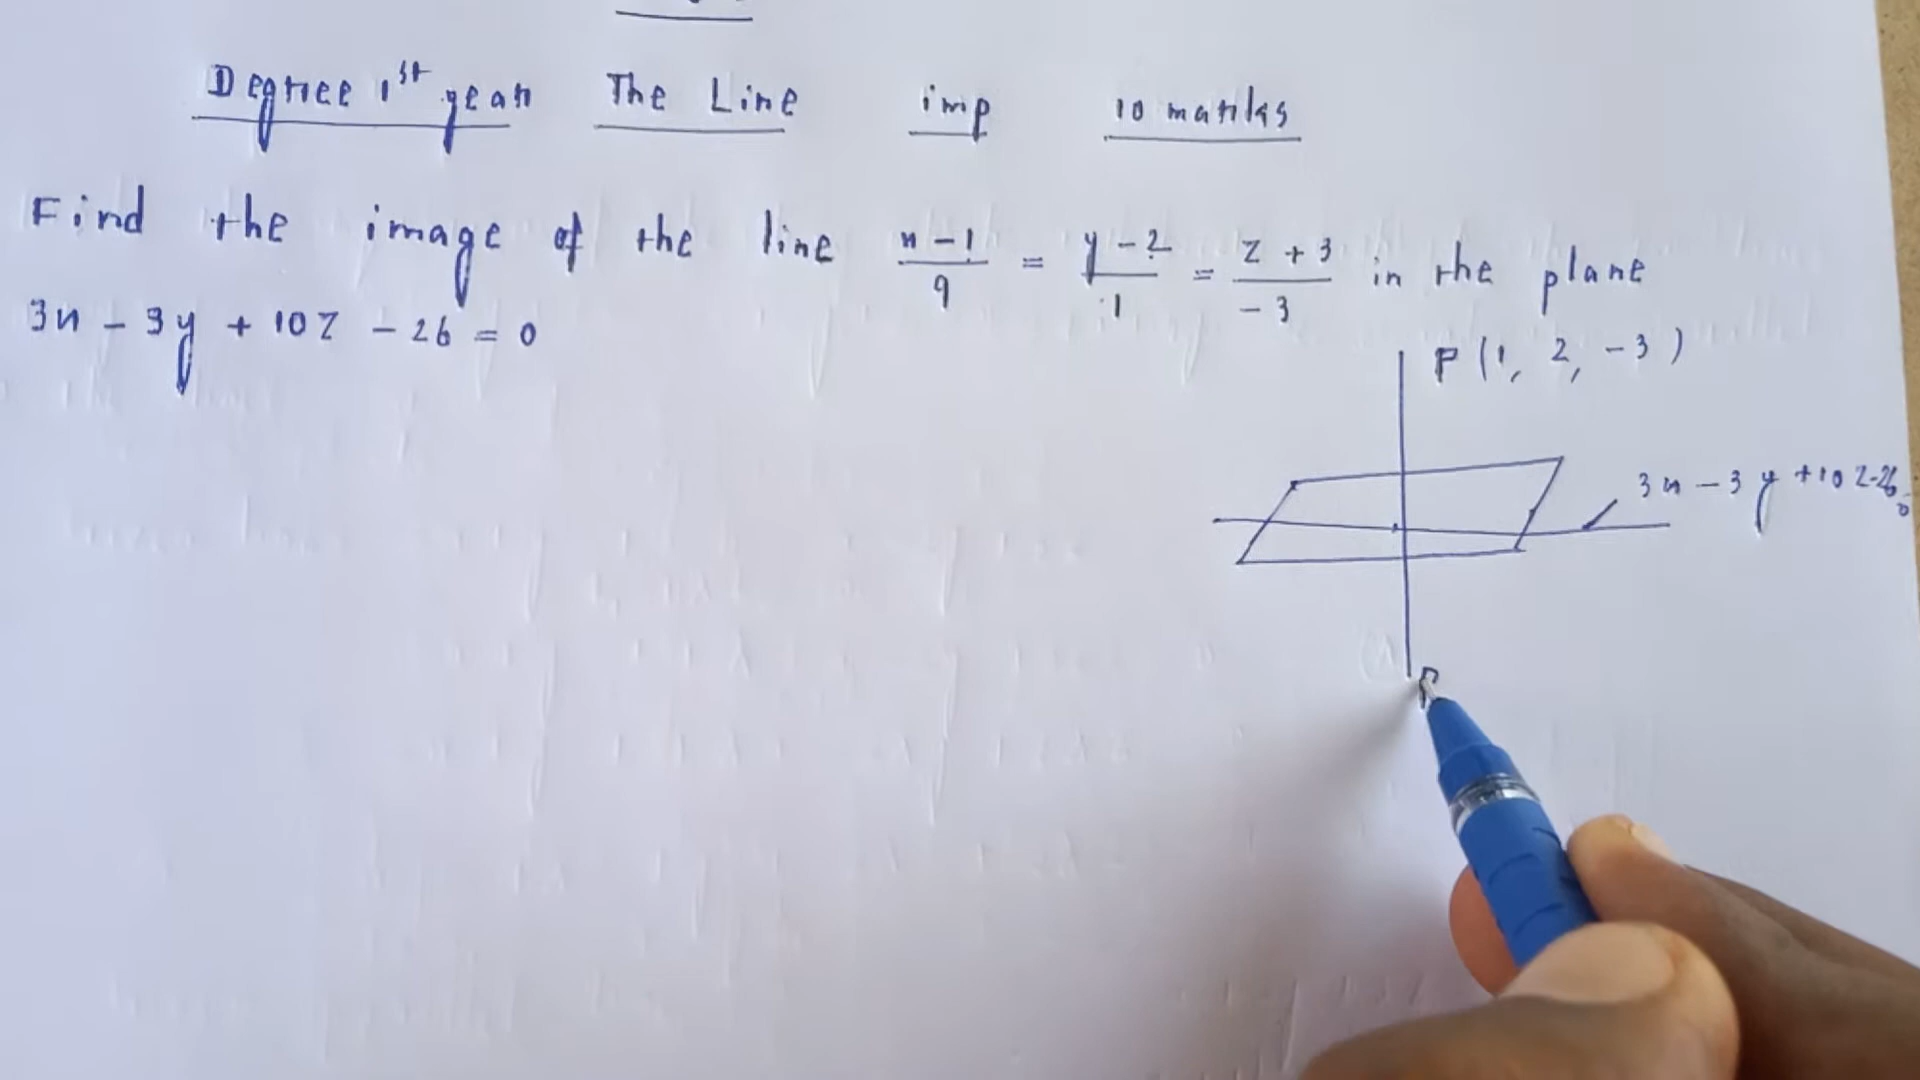 Degree 1st year The Line imp 10 marks
Find the image of the line x-1/9 = y-2/-1 = z+3/-3 in the plane
3x - 3y + 10z - 26 = 0
P(1, 2, -3)
3x - 3y + 10z-26=0